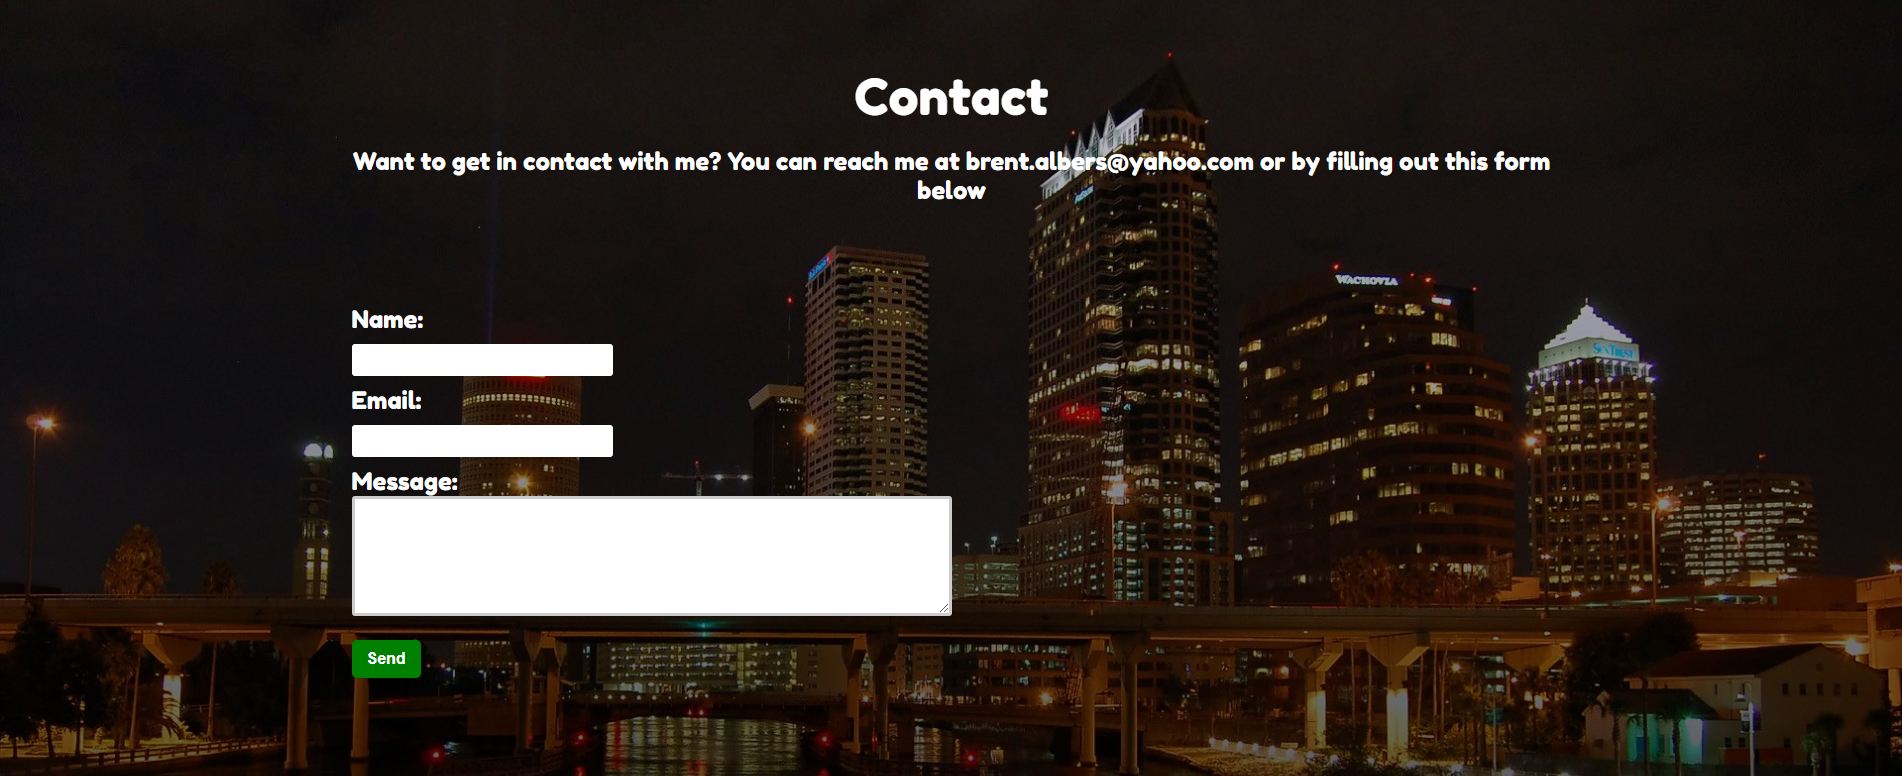 Contact
Want to get in contact with me? You can reach me at brent.albers@yahoo.com or by filling out this form
below
WACHOVIA
Name:
SunTrust
Email:
Message:
Send